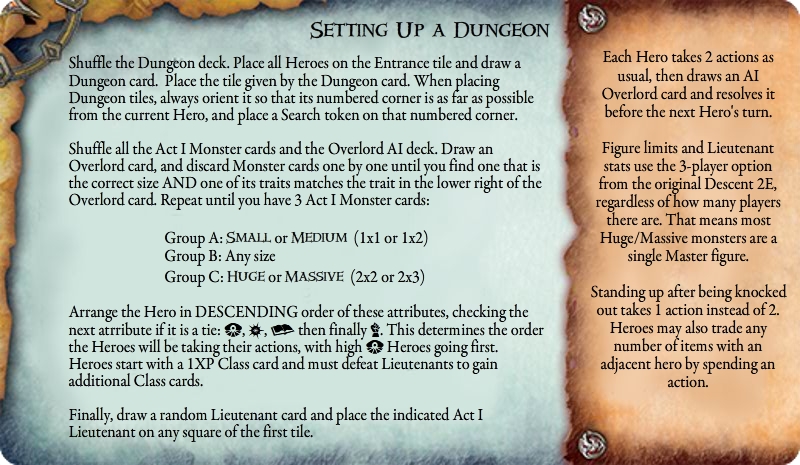 Setting Up a Dungeon
Shuffle the Dungeon deck. Place all Heroes on the Entrance tile and draw a
Dungeon card.  Place the tile given by the Dungeon card. When placing
Dungeon tiles, always orient it so that its numbered corner is as far as possible
from the current Hero, and place a Search token on that numbered corner.
Shuffle all the Act I Monster cards and the Overlord AI deck. Draw an
Overlord card, and discard Monster cards one by one until you find one that is
the correct size AND one of its traits matches the trait in the lower right of the
Overlord card. Repeat until you have 3 Act I Monster cards:
Group A: Small or Medium (1x1 or 1x2)
Group B: Any size
Group C: Huge or Massive (2x2 or 2x3)
Arrange the Hero in DESCENDING order of these attributes, checking the
next atrribute if it is a tie: , , then finally . This determines the order
the Heroes will be taking their actions, with high Heroes going first.
Heroes start with a 1XP Class card and must defeat Lieutenants to gain
additional Class cards.
Finally, draw a random Lieutenant card and place the indicated Act I
Lieutenant on any square of the first tile.
Each Hero takes 2 actions as
usual, then draws an AI
Overlord card and resolves it
before the next Hero's turn.
Figure limits and Lieutenant
stats use the 3-player option
from the original Descent 2E,
regardless of how many players
there are. That means most
Huge/Massive monsters are a
single Master figure.
Standing up after being knocked
out takes 1 action instead of 2.
Heroes may also trade any
number of items with an
adjacent hero by spending an
action.